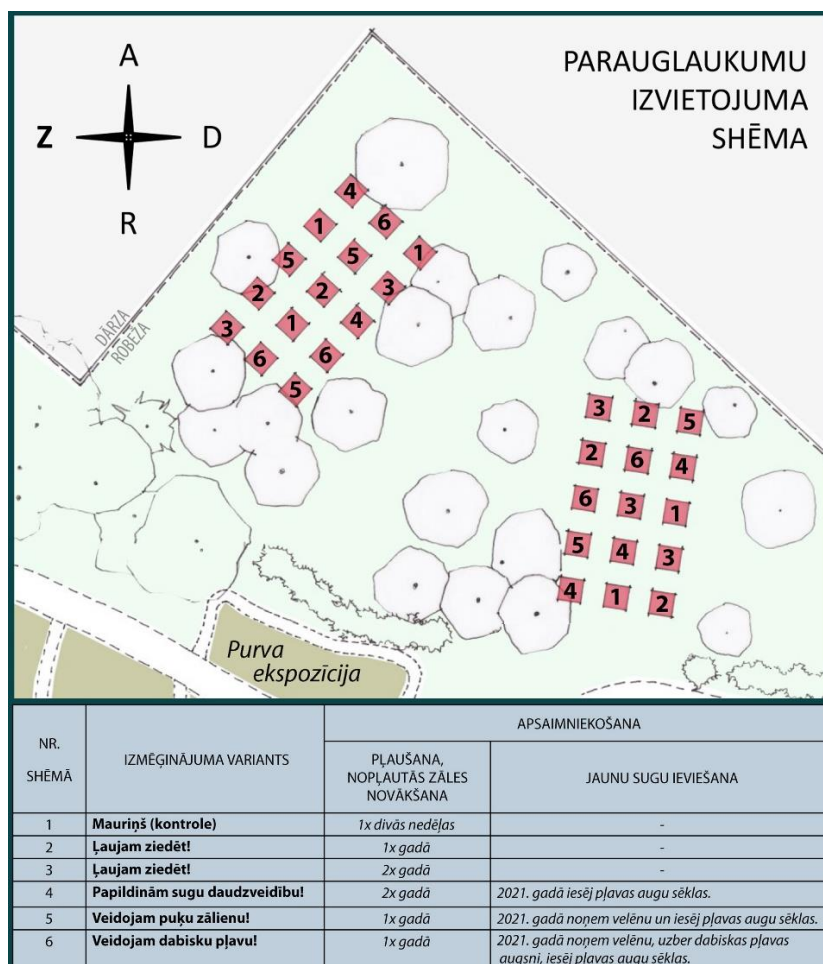 PARAUGLAUKUMU
IZVIETOJUMA
SHĒMA
A
Z D
R
4
1 6
5 5 1
2 2 3
3 1 4
6 6
5
DĀRZA
ROBEŽA
3 2 5
2 6 4
6 3 1
5 4 3
4 1 2
Purva
ekspozīcija
NR.
SHĒMĀ
IZMĒĢINĀJUMA VARIANTS
APSAIMNIEKOŠANA
PĻAUŠANA,
NOPĻAUTĀS ZĀLES
NOVĀKŠANA
JAUNU SUGU IEVIEŠANA
1 Mauriņš (kontrole) 1x divās nedēļas -
2 Ļaujam ziedēt! 1x gadā -
3 Ļaujam ziedēt! 2x gadā -
4 Papildinām sugu daudzveidību! 2x gadā 2021. gadā iesēj pļavas augu sēklas.
5 Veidojam puķu zālienu! 1x gadā 2021. gadā noņem velēnu un iesēj pļavas augu sēklas.
6 Veidojam dabisku pļavu! 1x gadā 2021. gadā noņem velēnu, uzber dabiskas pļavas
augsni, iesēj pļavas augu sēklas.